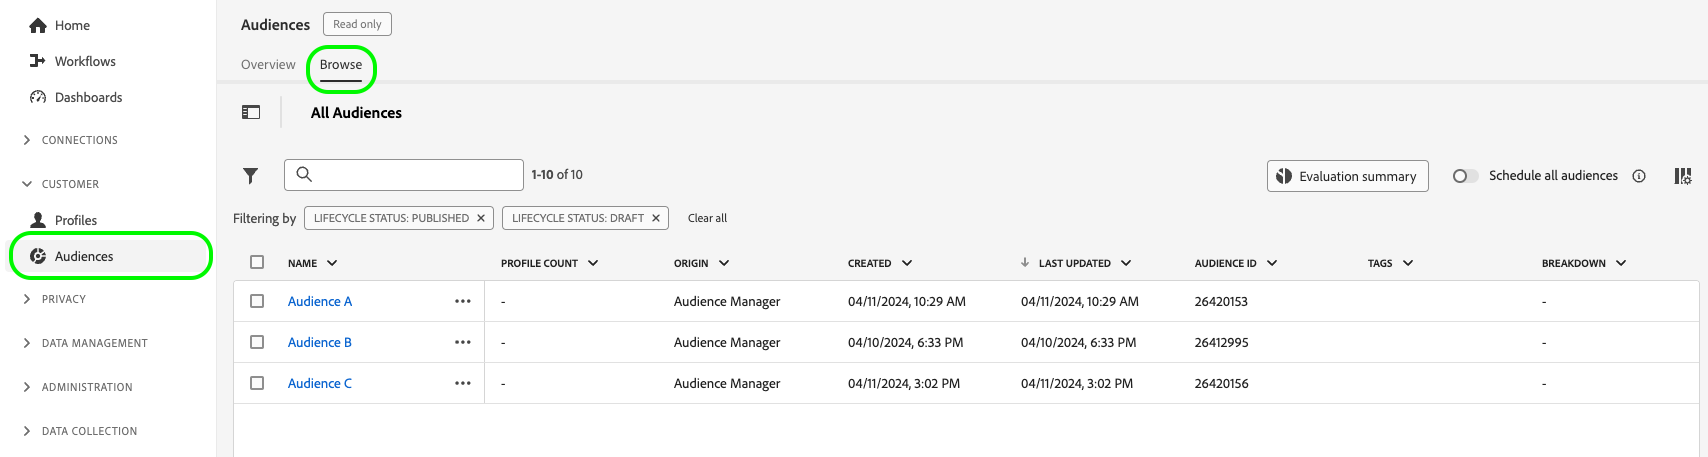 Home
Workflows
Dashboards
CONNECTIONS
CUSTOMER
Profiles
Audiences
PRIVACY
DATA MANAGEMENT
ADMINISTRATION
DATA COLLECTION
Audiences Read only
Overview Browse
All Audiences
1-10 of 10 Evaluation summary Schedule all audiences
Filtering by LIFECYCLE STATUS: PUBLISHED LIFECYCLE STATUS: DRAFT Clear all
NAME PROFILE COUNT ORIGIN CREATED LAST UPDATED AUDIENCE ID TAGS BREAKDOWN
Audience A - Audience Manager 04/11/2024, 10:29 AM 04/11/2024, 10:29 AM 26420153 -
Audience B - Audience Manager 04/10/2024, 6:33 PM 04/10/2024, 6:33 PM 26412995 -
Audience C - Audience Manager 04/11/2024, 3:02 PM 04/11/2024, 3:02 PM 26420156 -